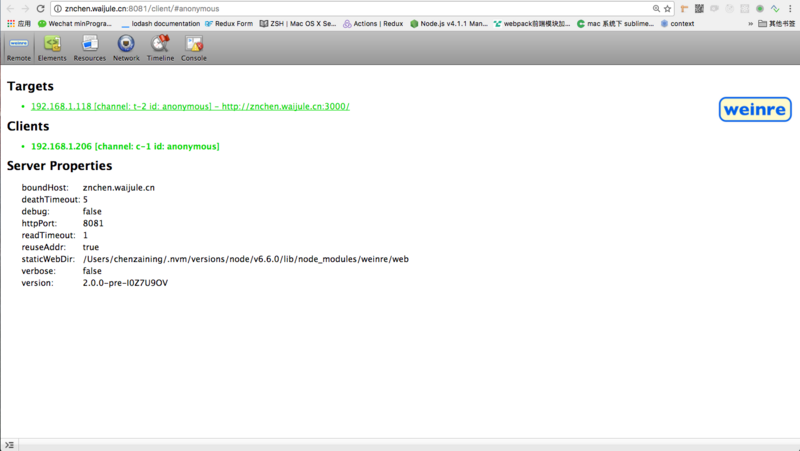 znchen.waijule.cn:8081/client/#anonymous
应用 Wechat minProgra... lodash documentation Redux Form ZSH | Mac OS X Se... Actions | Redux Node.js v4.1.1 Man... webpack前端模块加... mac 系统下 sublime... context » 其他书签
weinre
Remote Elements Resources Network Timeline Console
Targets
• 192.168.1.118 [channel: t-2 id: anonymous] - http://znchen.waijule.cn:3000/
weinre
Clients
• 192.168.1.206 [channel: c-1 id: anonymous]
Server Properties
boundHost: znchen.waijule.cn
deathTimeout: 5
debug: false
httpPort: 8081
readTimeout: 1
reuseAddr: true
staticWebDir: /Users/chenzaining/.nvm/versions/node/v6.6.0/lib/node_modules/weinre/web
verbose: false
version: 2.0.0-pre-I0Z7U9OV